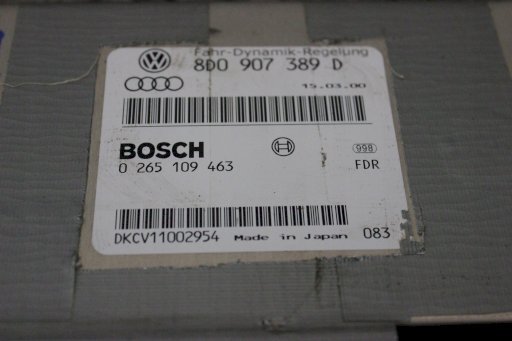 Fahr-Dynamik-Regelung
8D0 907 389 D
15.03.00
BOSCH
998
0 265 109 463
FDR
DKCV11002954 Made in Japan 083